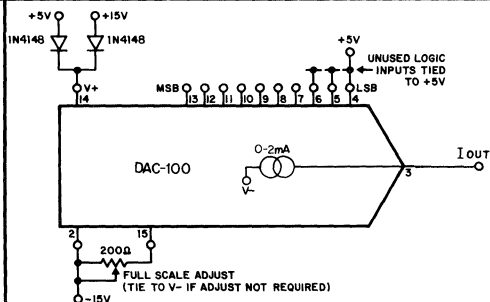 +5V +15V
1N4148 1N4148
V+
14
+5V
UNUSED LOGIC
INPUTS TIED
TO +5V
MSB LSB
13 12 11 10 9 8 7 6 5 4
0-2mA
V-
DAC-100
3
IOUT
2 15
200Ω
FULL SCALE ADJUST
(TIE TO V- IF ADJUST NOT REQUIRED)
-15V